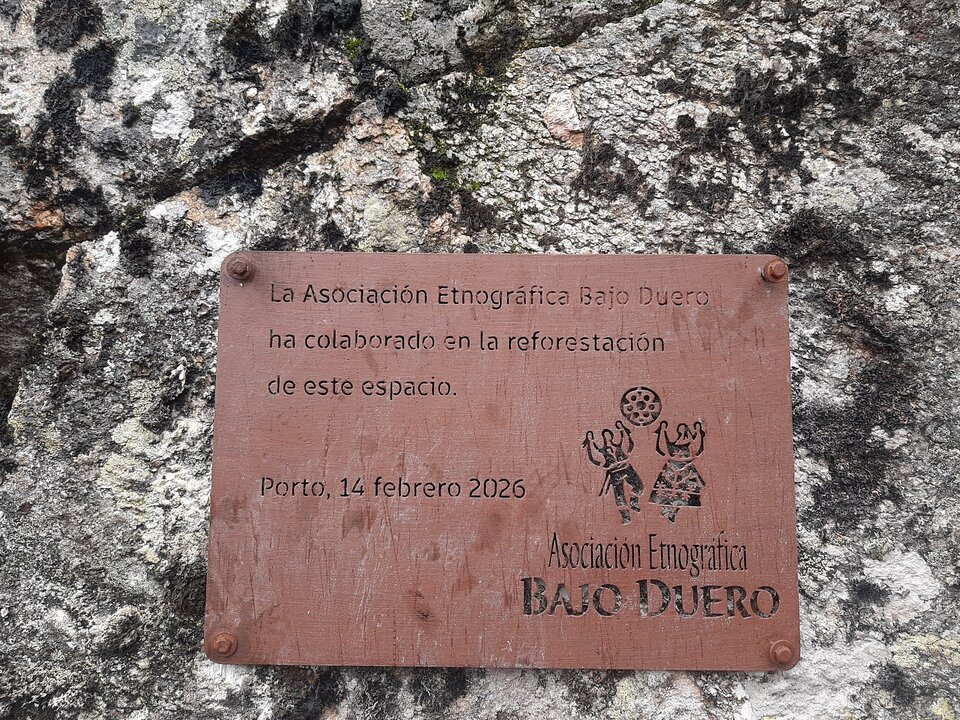 La Asociación Etnográfica Bajo Duero
ha colaborado en la reforestación
de este espacio.
Porto, 14 febrero 2026
Asociación Etnográfica
BAJO DUERO